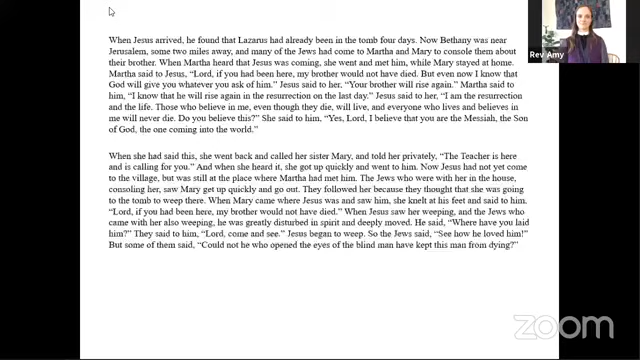 When Jesus arrived, he found that Lazarus had already been in the tomb four days. Now Bethany was near
Jerusalem, some two miles away, and many of the Jews had come to Martha and Mary to console them about
their brother. When Martha heard that Jesus was coming, she went and met him, while Mary stayed at home.
Martha said to Jesus, “Lord, if you had been here, my brother would not have died. But even now I know that
God will give you whatever you ask of him.” Jesus said to her, “Your brother will rise again.” Martha said to
him, “I know that he will rise again in the resurrection on the last day.” Jesus said to her, “I am the resurrection
and the life. Those who believe in me, even though they die, will live, and everyone who lives and believes in
me will never die. Do you believe this?” She said to him, “Yes, Lord, I believe that you are the Messiah, the Son
of God, the one coming into the world.”
When she had said this, she went back and called her sister Mary, and told her privately, “The Teacher is here
and is calling for you.” And when she heard it, she got up quickly and went to him. Now Jesus had not yet come
to the village, but was still at the place where Martha had met him. The Jews who were with her in the house,
consoling her, saw Mary get up quickly and go out. They followed her because they thought that she was going
to the tomb to weep there. When Mary came where Jesus was and saw him, she knelt at his feet and said to him,
“Lord, if you had been here, my brother would not have died.” When Jesus saw her weeping, and the Jews who
came with her also weeping, he was greatly disturbed in spirit and deeply moved. He said, “Where have you laid
him?” They said to him, “Lord, come and see.” Jesus began to weep. So the Jews said, “See how he loved him!”
But some of them said, “Could not he who opened the eyes of the blind man have kept this man from dying?”
Rev Amy
zoom